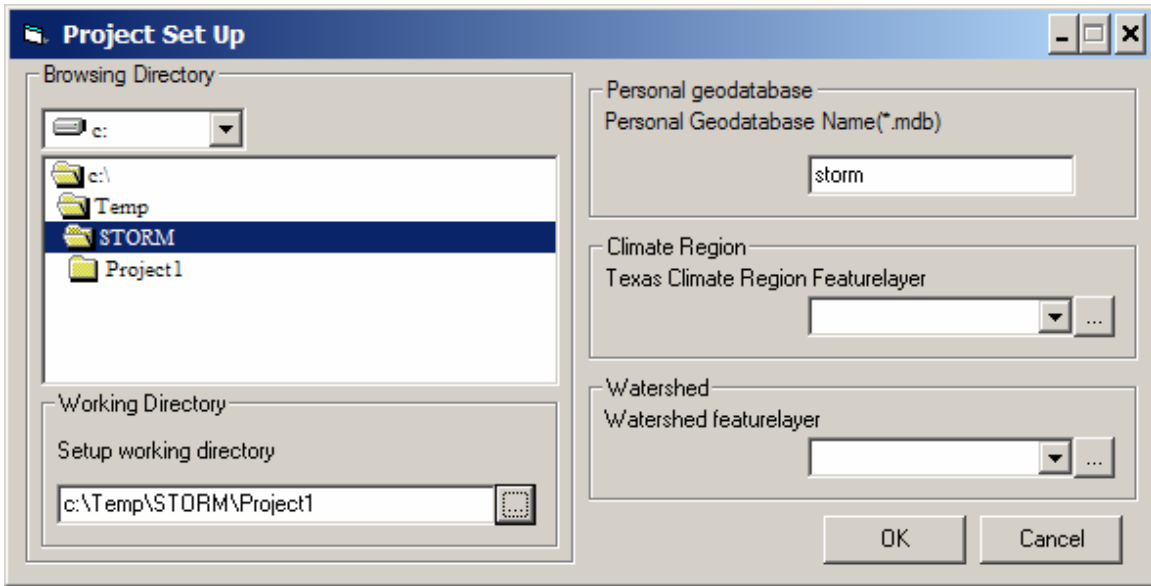 Project Set Up
Browsing Directory
c:
c:\
Temp
STORM
Project1
Working Directory
Setup working directory
c:\Temp\STORM\Project1
...
Personal geodatabase
Personal Geodatabase Name(*.mdb)
storm
Climate Region
Texas Climate Region Featurelayer
...
Watershed
Watershed featurelayer
...
OK
Cancel